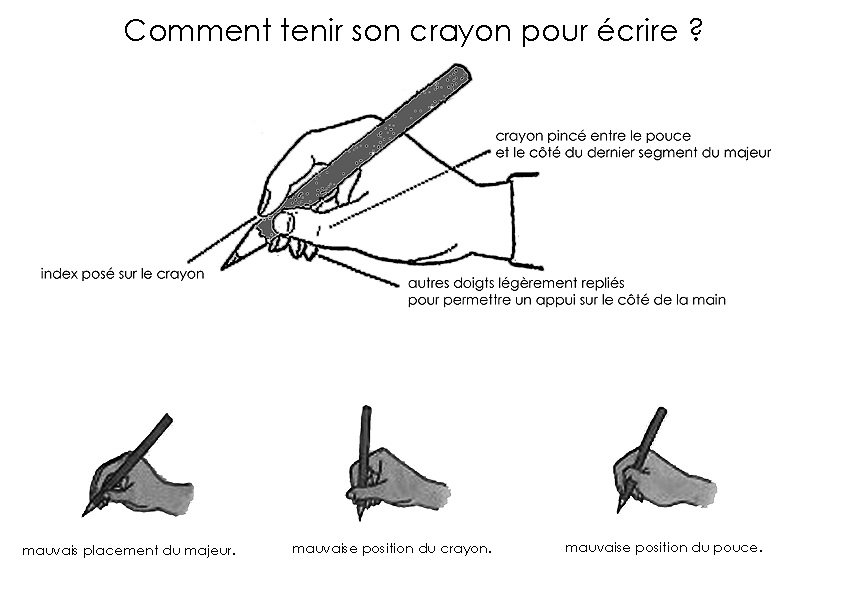 Comment tenir son crayon pour écrire ?
crayon pincé entre le pouce
et le côté du dernier segment du majeur
index posé sur le crayon
autres doigts légèrement repliés
pour permettre un appui sur le côté de la main
mauvais placement du majeur.
mauvaise position du crayon.
mauvaise position du pouce.